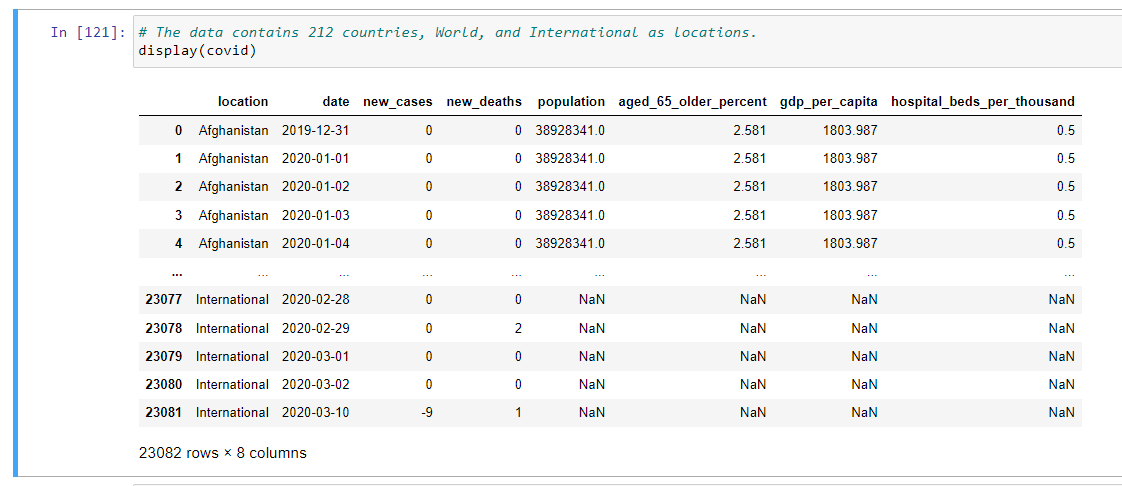 In [121]: # The data contains 212 countries, World, and International as locations.
display(covid)
location date new_cases new_deaths population aged_65_older_percent gdp_per_capita hospital_beds_per_thousand
0 Afghanistan 2019-12-31 0 0 38928341.0 2.581 1803.987 0.5
1 Afghanistan 2020-01-01 0 0 38928341.0 2.581 1803.987 0.5
2 Afghanistan 2020-01-02 0 0 38928341.0 2.581 1803.987 0.5
3 Afghanistan 2020-01-03 0 0 38928341.0 2.581 1803.987 0.5
4 Afghanistan 2020-01-04 0 0 38928341.0 2.581 1803.987 0.5
... ... ... ... ... ... ... ... ...
23077 International 2020-02-28 0 0 NaN NaN NaN NaN
23078 International 2020-02-29 0 2 NaN NaN NaN NaN
23079 International 2020-03-01 0 0 NaN NaN NaN NaN
23080 International 2020-03-02 0 0 NaN NaN NaN NaN
23081 International 2020-03-10 -9 1 NaN NaN NaN NaN
23082 rows × 8 columns